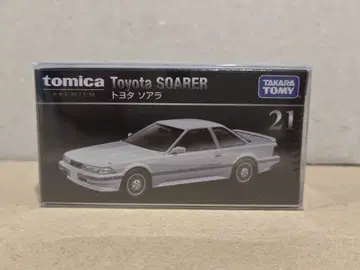 tomica
PREMIUM
Toyota SOARER
トヨタ ソアラ
TAKARA
TOMY
21